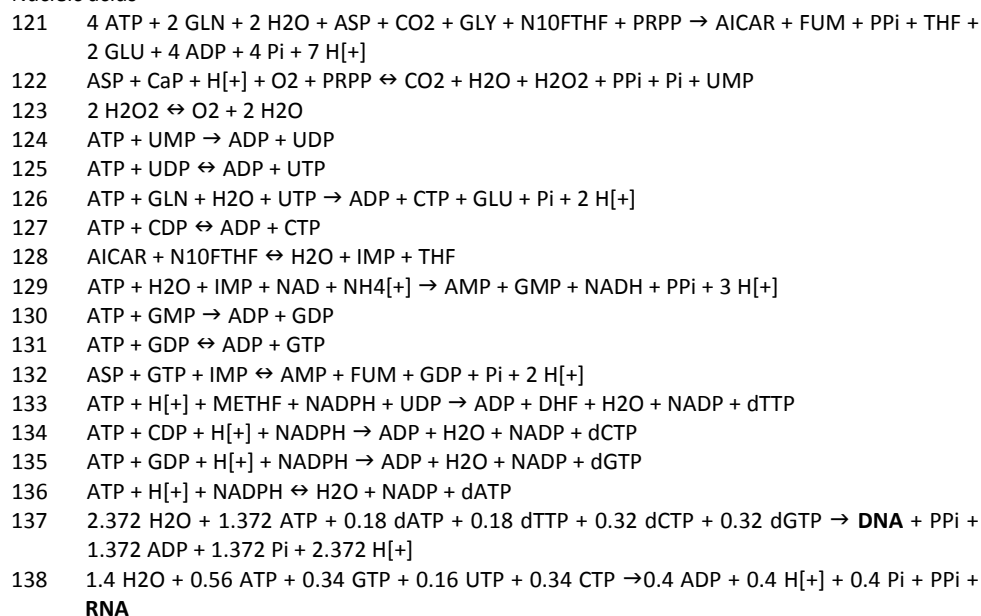 Nucleic acids
121 4 ATP + 2 GLN + 2 H2O + ASP + CO2 + GLY + N10FTHF + PRPP → AICAR + FUM + PPi + THF +
2 GLU + 4 ADP + 4 Pi + 7 H[+]
122 ASP + CaP + H[+] + O2 + PRPP ↔ CO2 + H2O + H2O2 + PPi + Pi + UMP
123 2 H2O2 ↔ O2 + 2 H2O
124 ATP + UMP → ADP + UDP
125 ATP + UDP ↔ ADP + UTP
126 ATP + GLN + H2O + UTP → ADP + CTP + GLU + Pi + 2 H[+]
127 ATP + CDP ↔ ADP + CTP
128 AICAR + N10FTHF ↔ H2O + IMP + THF
129 ATP + H2O + IMP + NAD + NH4[+] → AMP + GMP + NADH + PPi + 3 H[+]
130 ATP + GMP → ADP + GDP
131 ATP + GDP ↔ ADP + GTP
132 ASP + GTP + IMP ↔ AMP + FUM + GDP + Pi + 2 H[+]
133 ATP + H[+] + METHF + NADPH + UDP → ADP + DHF + H2O + NADP + dTTP
134 ATP + CDP + H[+] + NADPH → ADP + H2O + NADP + dCTP
135 ATP + GDP + H[+] + NADPH → ADP + H2O + NADP + dGTP
136 ATP + H[+] + NADPH ↔ H2O + NADP + dATP
137 2.372 H2O + 1.372 ATP + 0.18 dATP + 0.18 dTTP + 0.32 dCTP + 0.32 dGTP → DNA + PPi +
1.372 ADP + 1.372 Pi + 2.372 H[+]
138 1.4 H2O + 0.56 ATP + 0.34 GTP + 0.16 UTP + 0.34 CTP →0.4 ADP + 0.4 H[+] + 0.4 Pi + PPi +
RNA